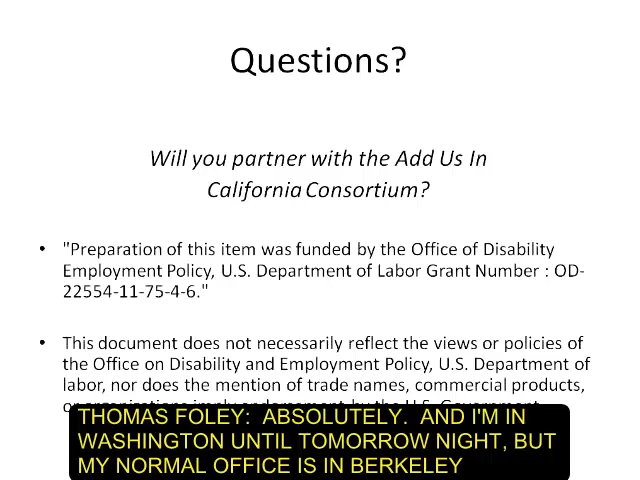 Questions?
Will you partner with the Add Us In
California Consortium?
• "Preparation of this item was funded by the Office of Disability
Employment Policy, U.S. Department of Labor Grant Number : OD-
22554-11-75-4-6."
• This document does not necessarily reflect the views or policies of
the Office on Disability and Employment Policy, U.S. Department of
labor, nor does the mention of trade names, commercial products,
or organizations imply endorsement by the U.S. Government
THOMAS FOLEY:  ABSOLUTELY.  AND I'M IN
WASHINGTON UNTIL TOMORROW NIGHT, BUT
MY NORMAL OFFICE IS IN BERKELEY